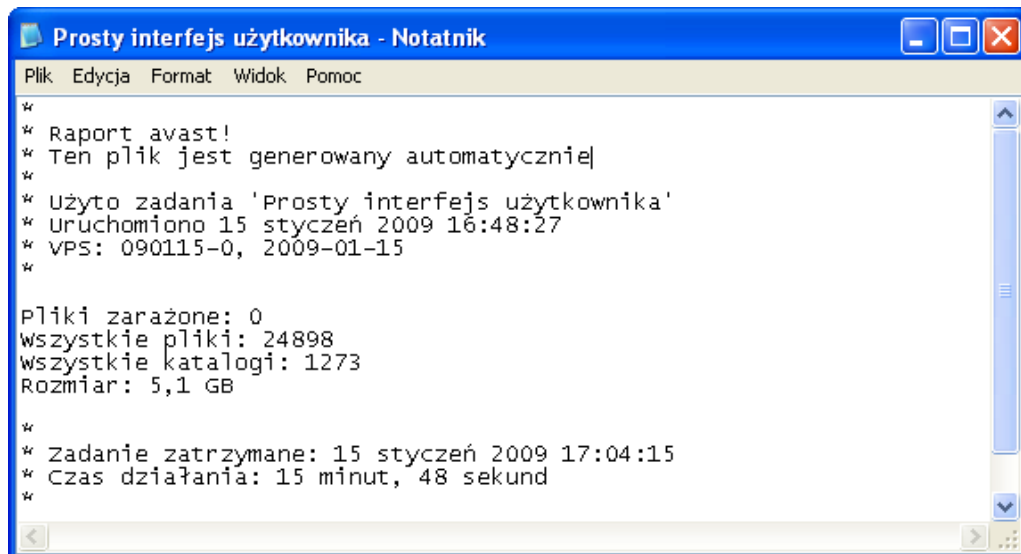 Prosty interfejs użytkownika - Notatnik
Plik Edycja Format Widok Pomoc
*
* Raport avast!
* Ten plik jest generowany automatycznie
*
* Użyto zadania 'Prosty interfejs użytkownika'
* Uruchomiono 15 styczeń 2009 16:48:27
* VPS: 090115-0, 2009-01-15
*
Pliki zarażone: 0
Wszystkie pliki: 24898
Wszystkie katalogi: 1273
Rozmiar: 5,1 GB
*
* Zadanie zatrzymane: 15 styczeń 2009 17:04:15
* Czas działania: 15 minut, 48 sekund
*